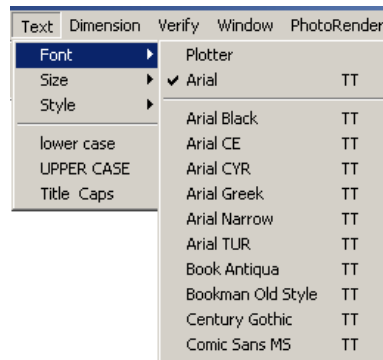 Text Dimension Verify Window PhotoRender
Font
Size
Style
lower case
UPPER CASE
Title Caps
Plotter
✓ Arial TT
Arial Black TT
Arial CE TT
Arial CYR TT
Arial Greek TT
Arial Narrow TT
Arial TUR TT
Book Antiqua TT
Bookman Old Style TT
Century Gothic TT
Comic Sans MS TT